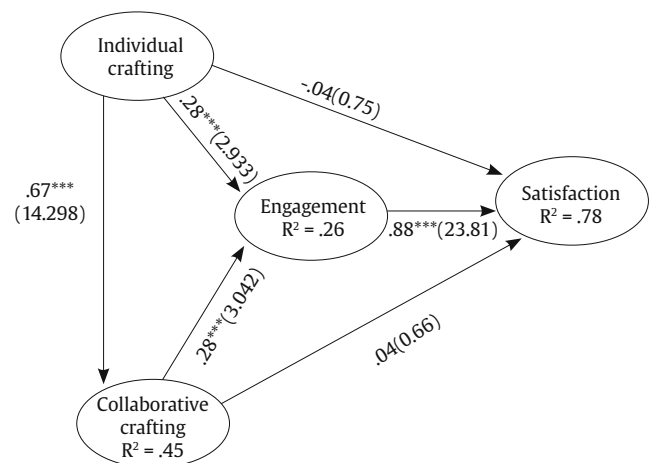 Individual
crafting
-.04(0.75)
.28***(2.933)
.67***
(14.298)
Engagement
R² = .26
Satisfaction
R² = .78
.88***(23.81)
.28***(3.042)
.04(0.66)
Collaborative
crafting
R² = .45